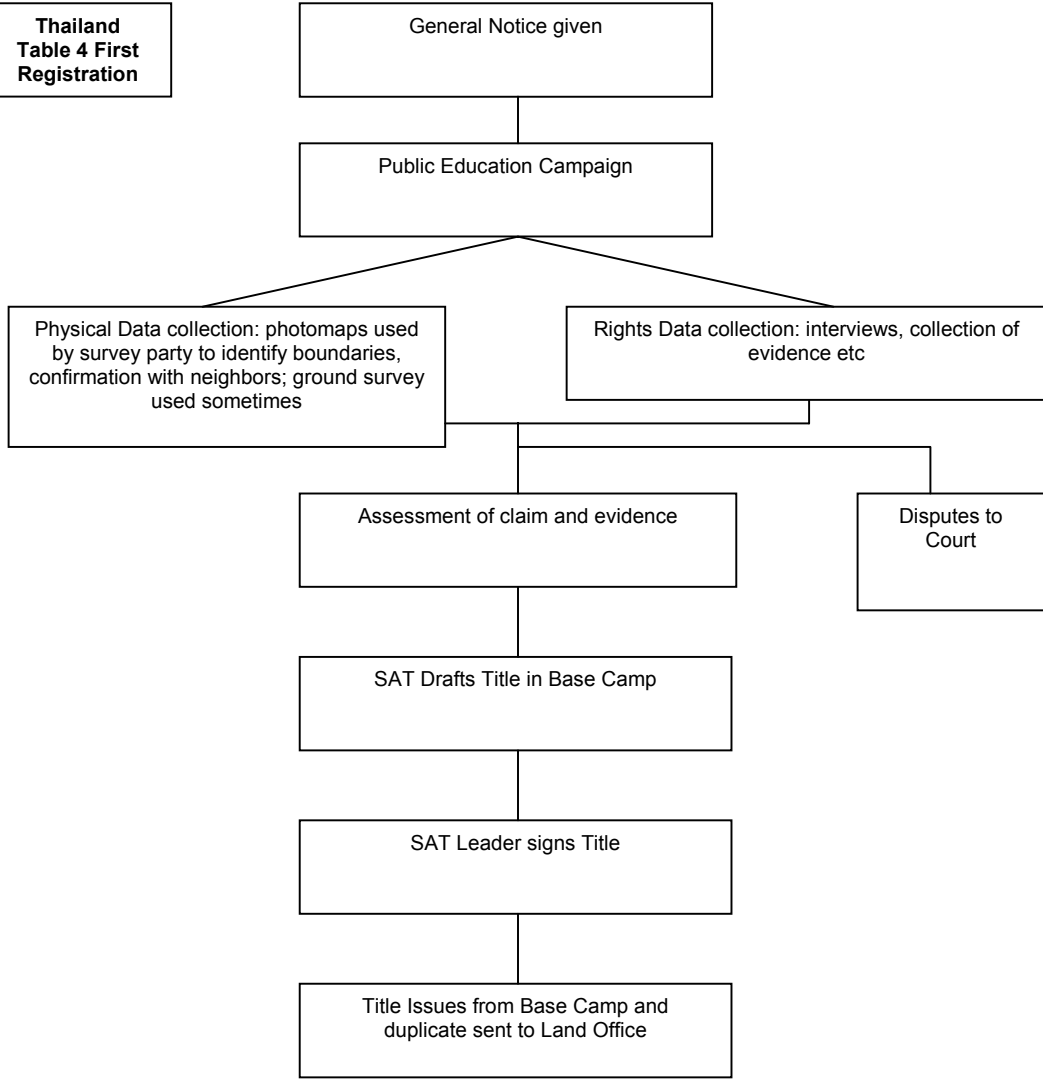 Thailand
Table 4 First
Registration
General Notice given
Public Education Campaign
Physical Data collection: photomaps used
by survey party to identify boundaries,
confirmation with neighbors; ground survey
used sometimes
Rights Data collection: interviews, collection of
evidence etc
Assessment of claim and evidence
Disputes to
Court
SAT Drafts Title in Base Camp
SAT Leader signs Title
Title Issues from Base Camp and
duplicate sent to Land Office